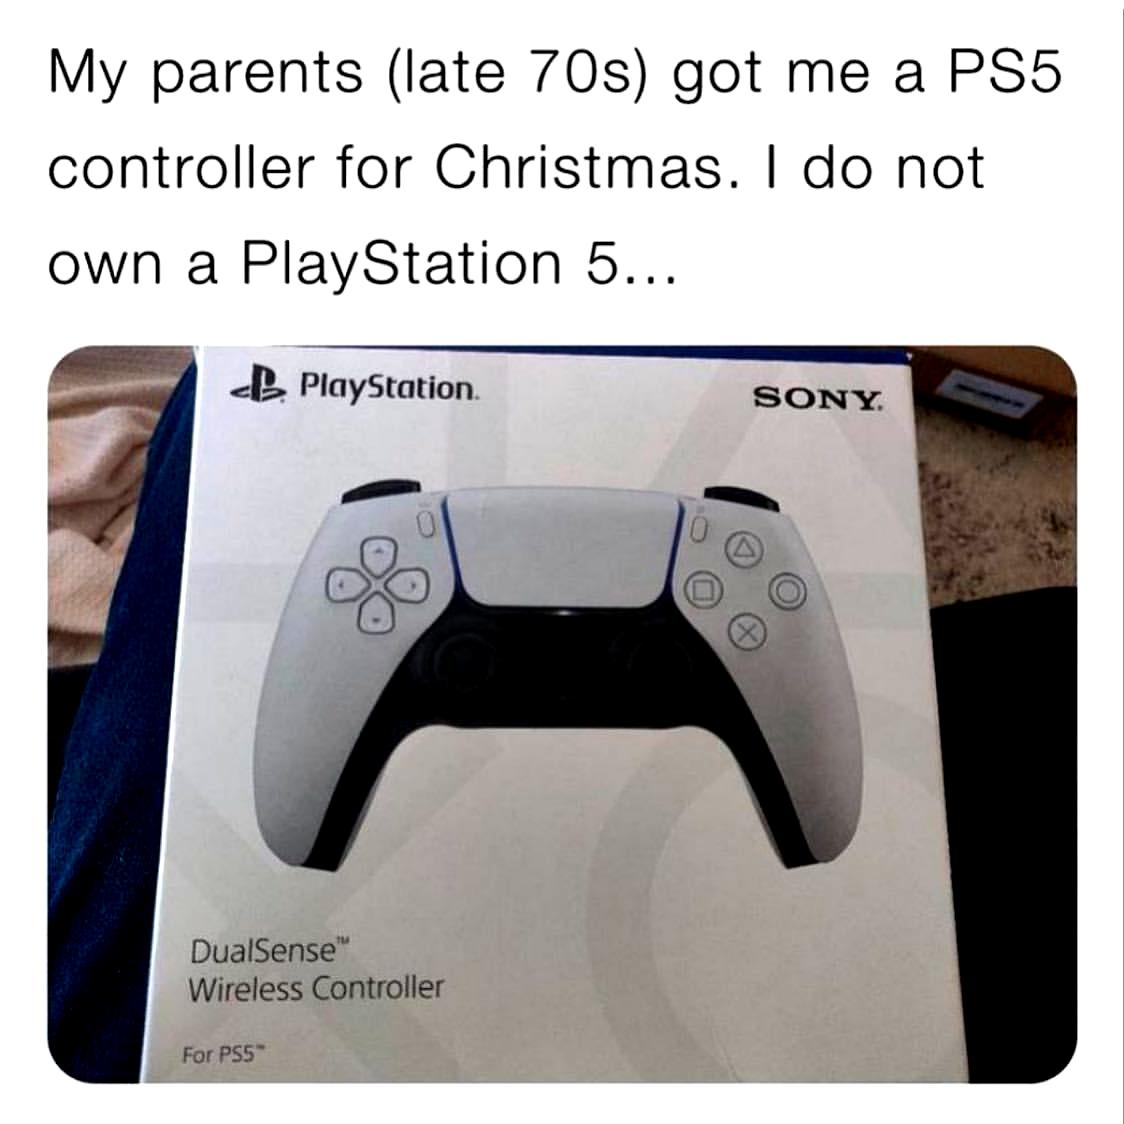 My parents (late 70s) got me a PS5
controller for Christmas. I do not
own a PlayStation 5...
PlayStation.
SONY.
DualSense™
Wireless Controller
For PS5™